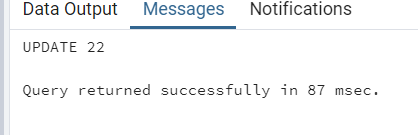 Data Output Messages Notifications
UPDATE 22
Query returned successfully in 87 msec.